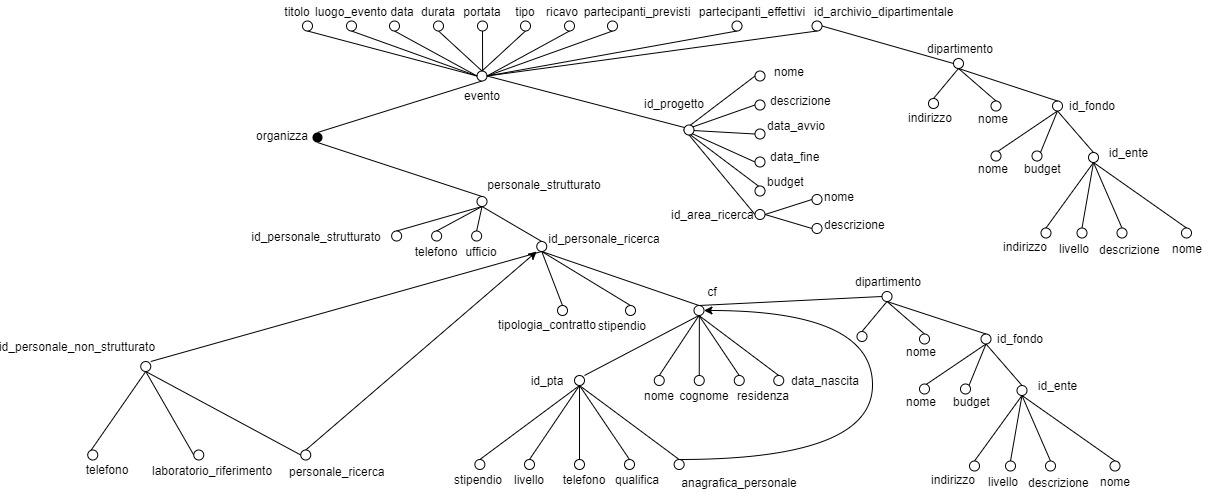 titolo luogo_evento data durata portata tipo ricavo partecipanti_previsti partecipanti_effettivi id_archivio_dipartimentale
dipartimento
evento
nome
id_progetto
descrizione
id_fondo
indirizzo
nome
organizza
data_avvio
data_fine
id_ente
nome
budget
personale_strutturato
budget
nome
id_area_ricerca
descrizione
id_personale_strutturato
telefono
ufficio
id_personale_ricerca
indirizzo
livello
descrizione
nome
dipartimento
cf
tipologia_contratto
stipendio
id_personale_non_strutturato
nome
id_fondo
id_pta
data_nascita
id_ente
nome
cognome
residenza
nome
budget
telefono
laboratorio_riferimento
personale_ricerca
stipendio
livello
telefono
qualifica
anagrafica_personale
indirizzo
livello
descrizione
nome